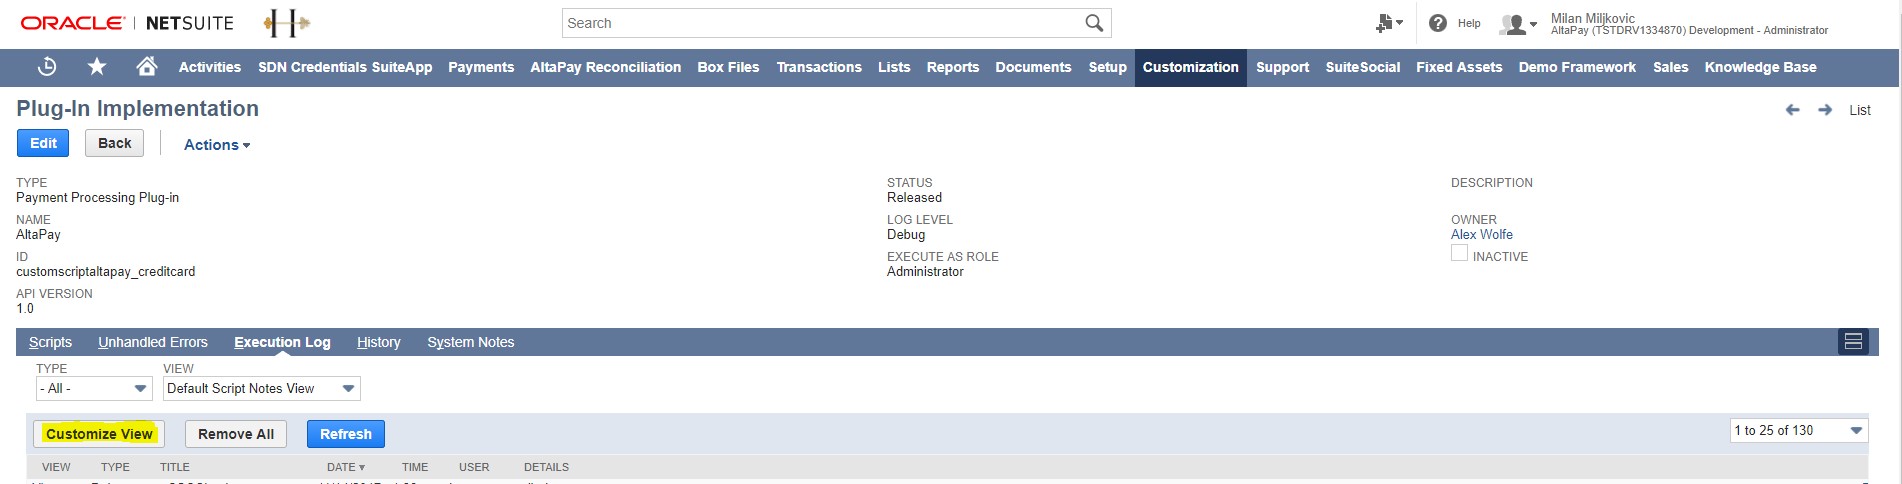 ORACLE | NETSUITE H
Search
Help
Milan Miljkovic
AltaPay (TSTDRV1334870) Development - Administrator
Activities SDN Credentials SuiteApp Payments AltaPay Reconciliation Box Files Transactions Lists Reports Documents Setup Customization Support SuiteSocial Fixed Assets Demo Framework Sales Knowledge Base
Plug-In Implementation
List
Edit Back Actions
TYPE
Payment Processing Plug-in
NAME
AltaPay
ID
customscriptaltapay_creditcard
API VERSION
1.0
STATUS
Released
LOG LEVEL
Debug
EXECUTE AS ROLE
Administrator
DESCRIPTION
OWNER
Alex Wolfe
INACTIVE
Scripts Unhandled Errors Execution Log History System Notes
TYPE VIEW
- All - Default Script Notes View
Customize View Remove All Refresh 1 to 25 of 130
VIEW TYPE TITLE DATE TIME USER DETAILS